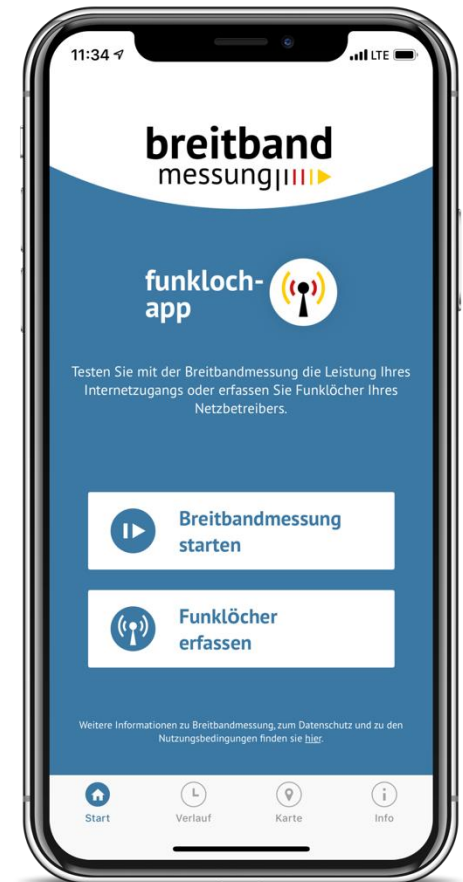 11:34
LTE
breitband
messung
funkloch-
app
Testen Sie mit der Breitbandmessung die Leistung Ihres
Internetzugangs oder erfassen Sie Funklöcher Ihres
Netzbetreibers.
Breitbandmessung
starten
Funklöcher
erfassen
Weitere Informationen zu Breitbandmessung, zum Datenschutz und zu den
Nutzungsbedingungen finden sie hier.
Start Verlauf Karte Info